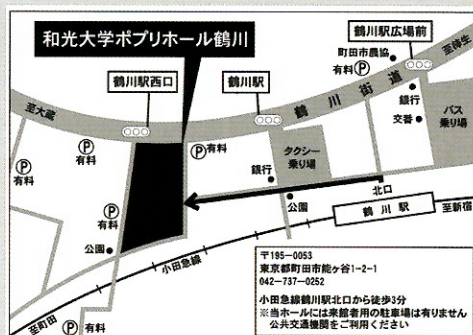 和光大学ポプリホール鶴川
鶴川駅広場前
至柿生
町田市農協
有料 P
鶴川駅西口
鶴川駅
鶴川街道
銀行
交番
バス
乗り場
至大蔵
P
有料
P 有料
タクシー
乗り場
銀行
P
有料
北口
公園
鶴川駅
至新宿
P
有料
公園
小田急線
P
有料
至町田
〒195-0053
東京都町田市能ヶ谷1-2-1
042-737-0252
小田急線鶴川駅北口から徒歩3分
※当ホールには来館者用の駐車場は有りません
公共交通機関をご利用ください